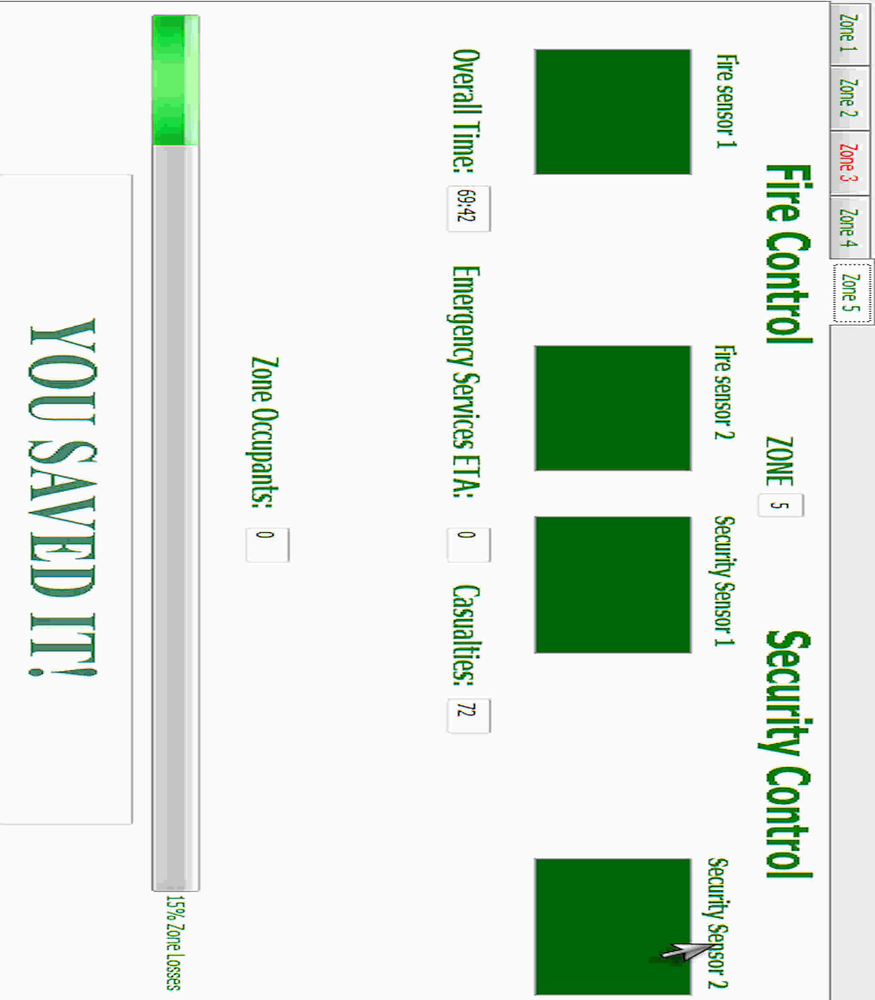 Zone 1 Zone 2 Zone 3 Zone 4 Zone 5
Fire Control ZONE 5 Security Control
Fire sensor 1 Fire sensor 2 Security Sensor 1 Security Sensor 2
Overall Time: 69:42 Emergency Services ETA: 0 Casualties: 72
Zone Occupants: 0
15% Zone Losses
YOU SAVED IT!